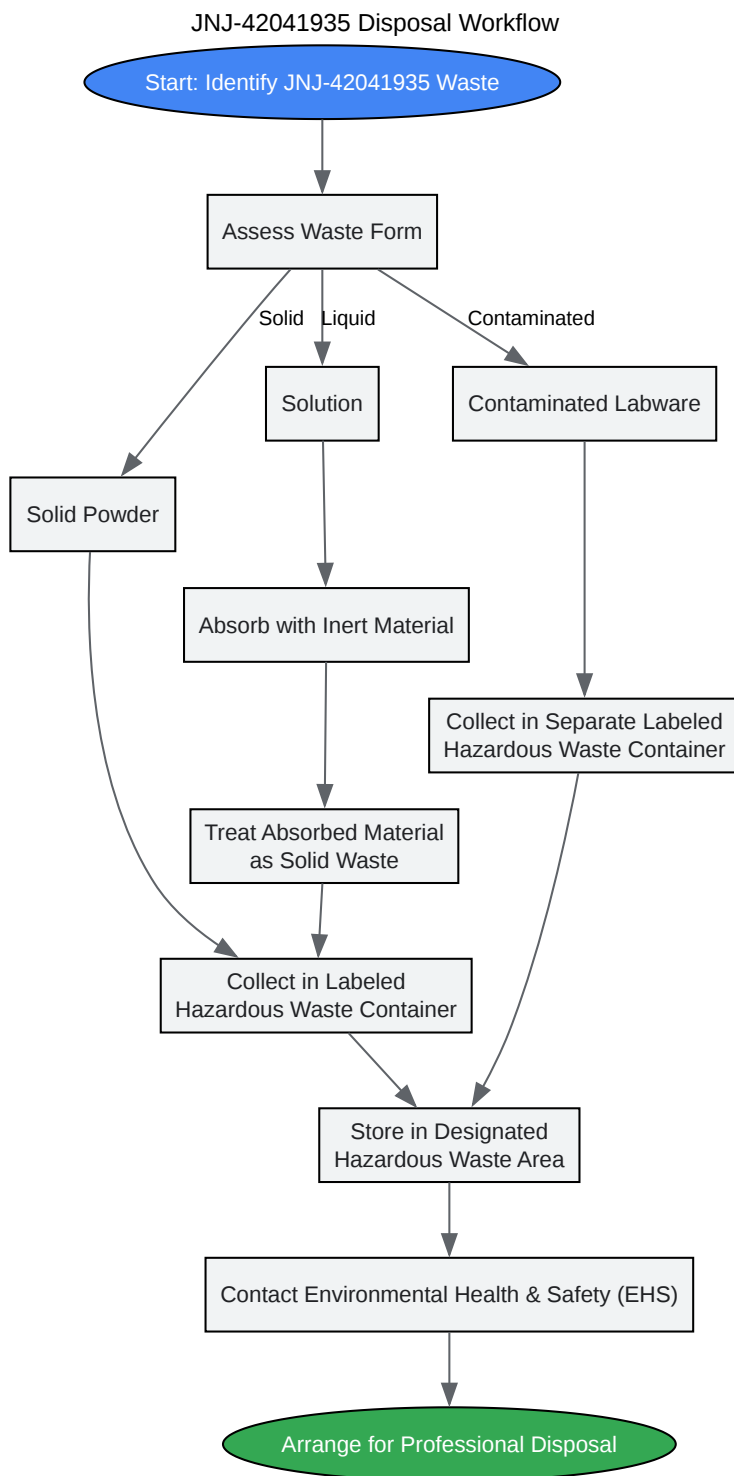 JNJ-42041935 Disposal Workflow
Start: Identify JNJ-42041935 Waste
Assess Waste Form
Solid
Liquid
Contaminated
Solution
Contaminated Labware
Solid Powder
Absorb with Inert Material
Collect in Separate Labeled
Hazardous Waste Container
Treat Absorbed Material
as Solid Waste
Collect in Labeled
Hazardous Waste Container
Store in Designated
Hazardous Waste Area
Contact Environmental Health & Safety (EHS)
Arrange for Professional Disposal